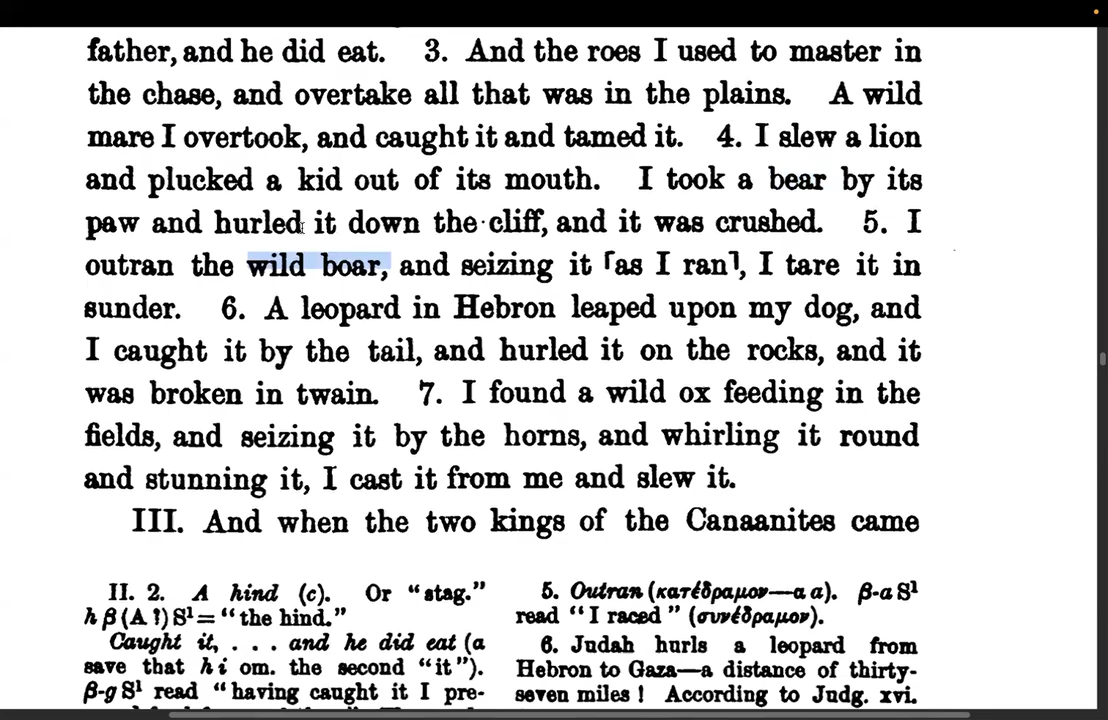 father, and he did eat. 3. And the roes I used to master in
the chase, and overtake all that was in the plains. A wild
mare I overtook, and caught it and tamed it. 4. I slew a lion
and plucked a kid out of its mouth. I took a bear by its
paw and hurled it down the cliff, and it was crushed. 5. I
outran the wild boar, and seizing it ⌜as I ran⌝, I tare it in
sunder. 6. A leopard in Hebron leaped upon my dog, and
I caught it by the tail, and hurled it on the rocks, and it
was broken in twain. 7. I found a wild ox feeding in the
fields, and seizing it by the horns, and whirling it round
and stunning it, I cast it from me and slew it.
III. And when the two kings of the Canaanites came
II. 2. A hind (c). Or "stag."
h β (A ?) S¹ = "the hind."
Caught it, . . . and he did eat (a
save that h i om. the second "it").
β-g S¹ read "having caught it I pre-
5. Outran (κατέδραμον—a a). β-a S¹
read "I raced" (συνέδραμον).
6. Judah hurls a leopard from
Hebron to Gaza—a distance of thirty-
seven miles! According to Judg. xvi.